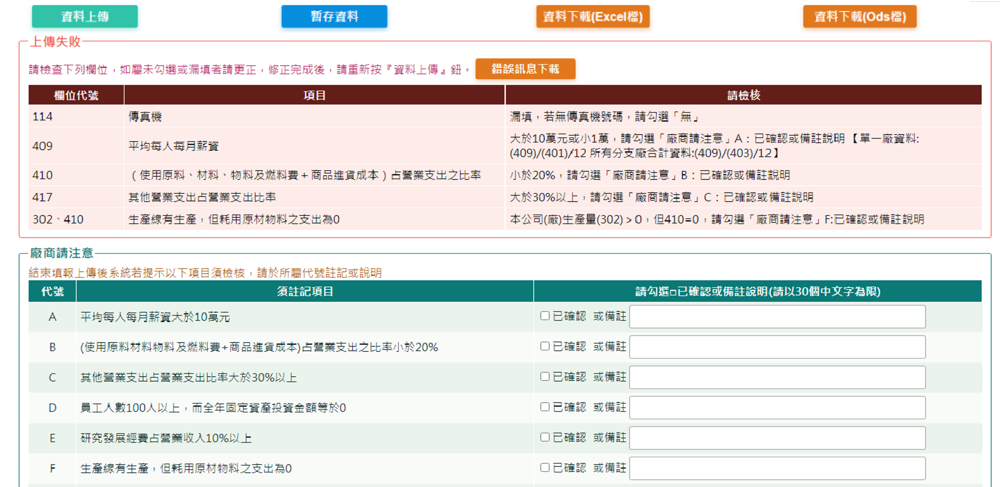 資料上傳 暫存資料 資料下載(Excel檔) 資料下載(Ods檔)
上傳失敗
請檢查下列欄位，如屬未勾選或漏填者請更正，修正完成後，請重新按『資料上傳』鈕。 錯誤訊息下載
欄位代號 項目 請檢核
114 傳真機 漏填，若無傳真機號碼，請勾選「無」
409 平均每人每月薪資 大於10萬元或小1萬，請勾選「廠商請注意」A：已確認或備註說明【單一廠資料:
(409)/(401)/12 所有分支廠合計資料:(409)/(403)/12】
410 （使用原料、材料、物料及燃料費+商品進貨成本）占營業支出之比率 小於20%，請勾選「廠商請注意」B：已確認或備註說明
417 其他營業支出占營業支出比率 大於30%以上，請勾選「廠商請注意」C：已確認或備註說明
302、410 生產線有生產，但耗用原材物料之支出為0 本公司(廠)生產量(302)>0，但410=0，請勾選「廠商請注意」F:已確認或備註說明
廠商請注意
結束填報上傳後系統若提示以下項目須檢核，請於所屬代號註記或說明
代號 須註記項目 請勾選□已確認或備註說明(請以30個中文字為限)
A 平均每人每月薪資大於10萬元 已確認 或備註
B (使用原料材料物料及燃料費+商品進貨成本)占營業支出之比率小於20% 已確認 或備註
C 其他營業支出占營業支出比率大於30%以上 已確認 或備註
D 員工人數100人以上，而全年固定資產投資金額等於0 已確認 或備註
E 研究發展經費占營業收入10%以上 已確認 或備註
F 生產線有生產，但耗用原材物料之支出為0 已確認 或備註